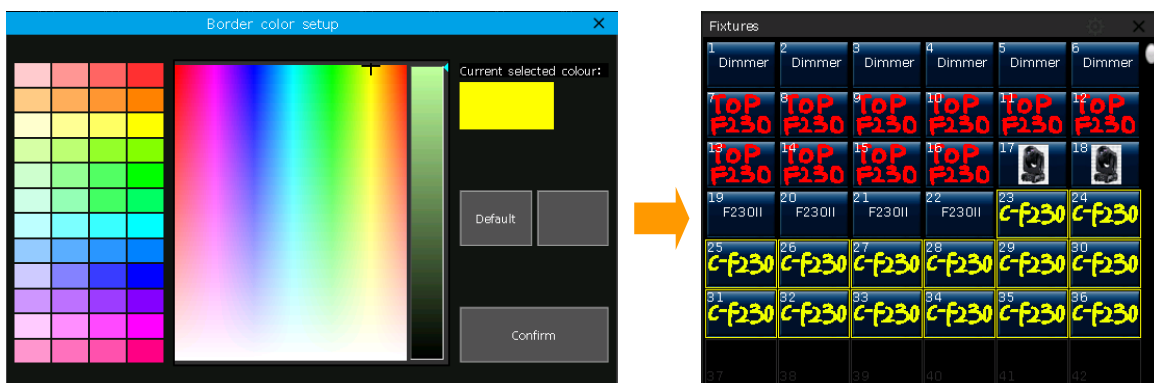 Border color setup
Current selected colour:
Default
Confirm
Fixtures
1 2 3 4 5 6
Dimmer Dimmer Dimmer Dimmer Dimmer Dimmer
7 8 9 10 11 12
TOP TOP TOP TOP TOP TOP
F230 F230 F230 F230 F230 F230
13 14 15 16 17 18
TOP TOP TOP TOP
F230 F230 F230 F230
19 20 21 22 23 24
F230II F230II F230II F230II C-F230 C-F230
25 26 27 28 29 30
C-F230 C-F230 C-F230 C-F230 C-F230 C-F230
31 32 33 34 35 36
C-F230 C-F230 C-F230 C-F230 C-F230 C-F230
37 38 39 40 41 42